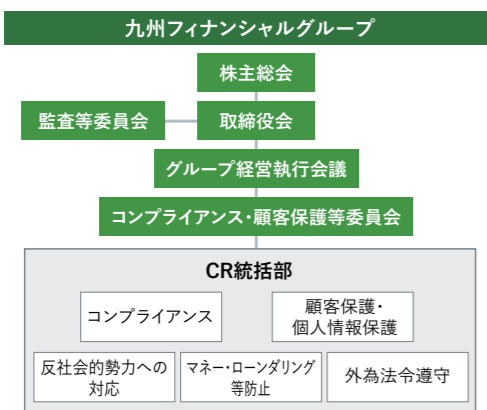 九州フィナンシャルグループ
株主総会
監査等委員会
取締役会
グループ経営執行会議
コンプライアンス・顧客保護等委員会
CR統括部
コンプライアンス
顧客保護・
個人情報保護
反社会的勢力への
対応
マネー・ローンダリング
等防止
外為法令遵守